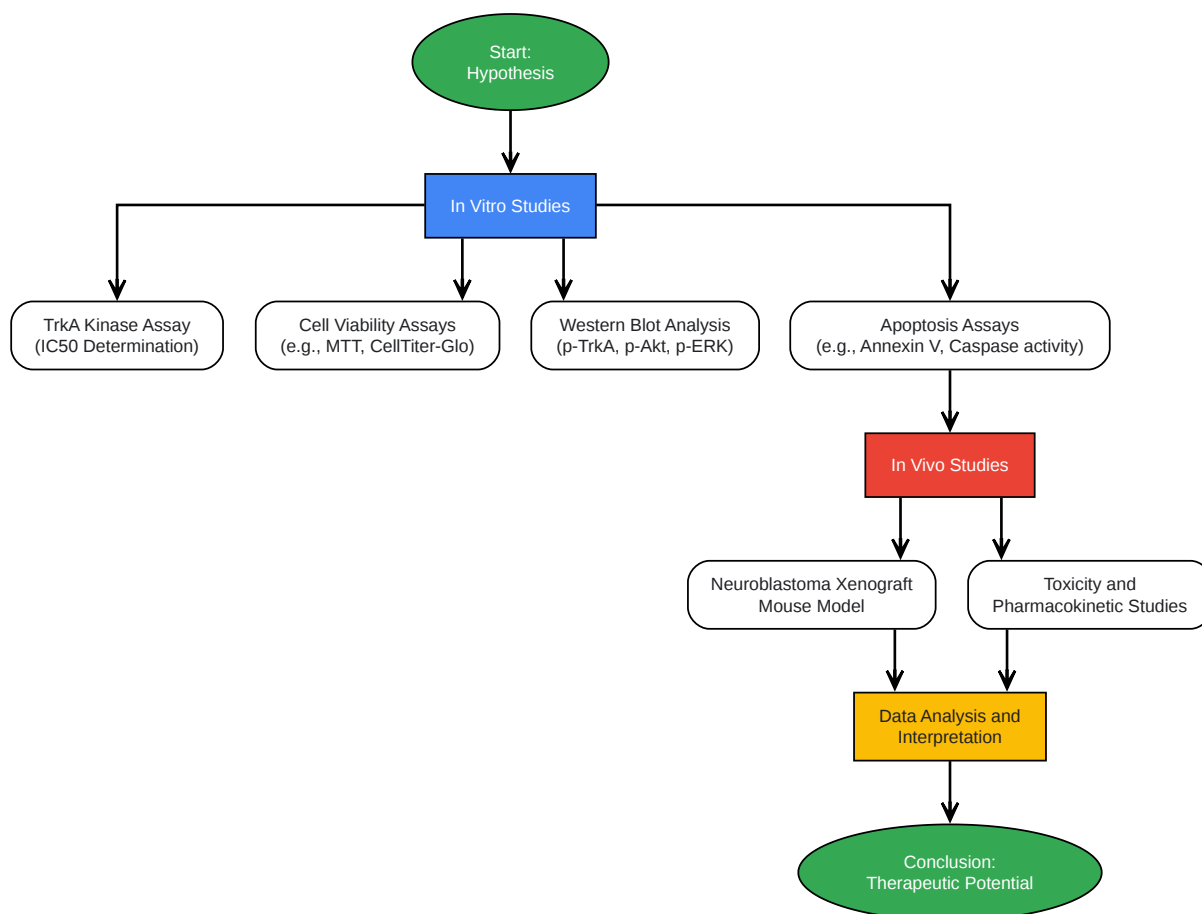 Start:
Hypothesis
In Vitro Studies
TrkA Kinase Assay
(IC50 Determination)
Cell Viability Assays
(e.g., MTT, CellTiter-Glo)
Western Blot Analysis
(p-TrkA, p-Akt, p-ERK)
Apoptosis Assays
(e.g., Annexin V, Caspase activity)
In Vivo Studies
Neuroblastoma Xenograft
Mouse Model
Toxicity and
Pharmacokinetic Studies
Data Analysis and
Interpretation
Conclusion:
Therapeutic Potential